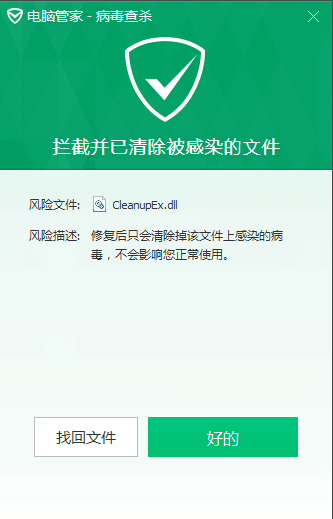 电脑管家 - 病毒查杀
拦截并已清除被感染的文件
风险文件: CleanupEx.dll
风险描述: 修复后只会清除掉该文件上感染的病
毒，不会影响您正常使用。
找回文件 好的